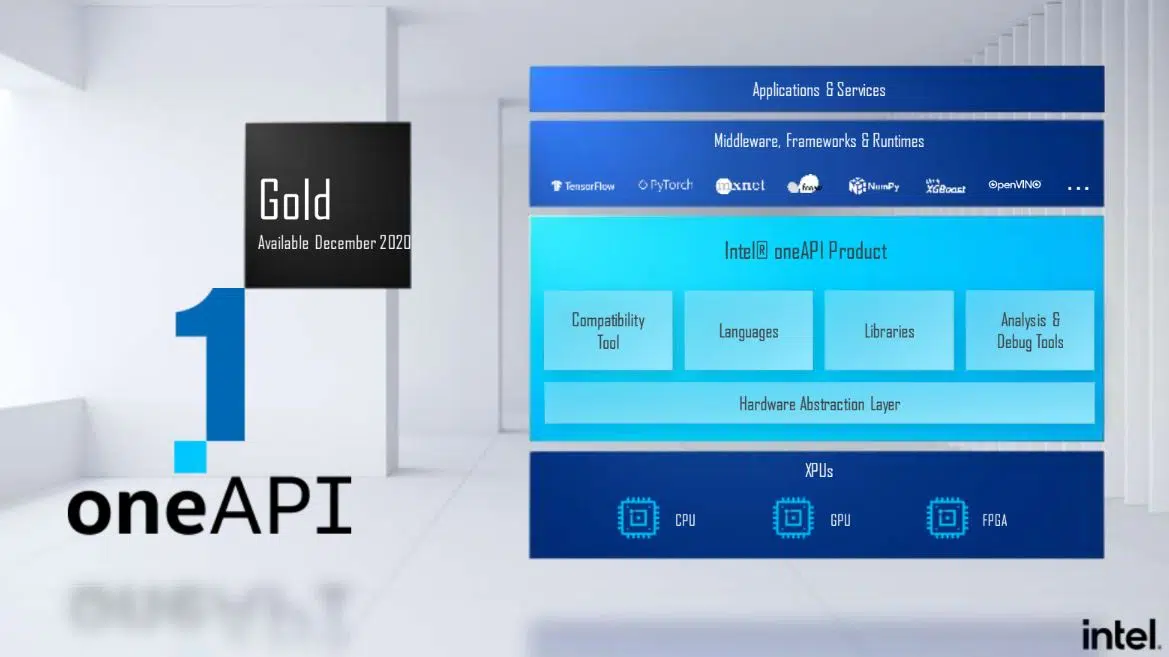 Gold
Available December 2020
oneAPI
Applications & Services
Middleware, Frameworks & Runtimes
TensorFlow PyTorch mxnet NumPy XGBoost OpenVINO ...
Intel® oneAPI Product
Compatibility
Tool
Languages
Libraries
Analysis &
Debug Tools
Hardware Abstraction Layer
XPUs
CPU GPU FPGA
intel.